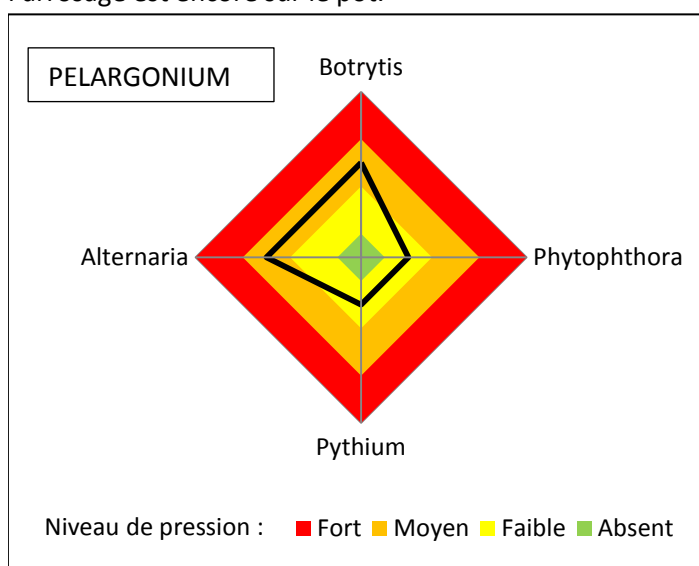 PELARGONIUM
Botrytis
Alternaria
Phytophthora
Pythium
Niveau de pression : Fort Moyen Faible Absent